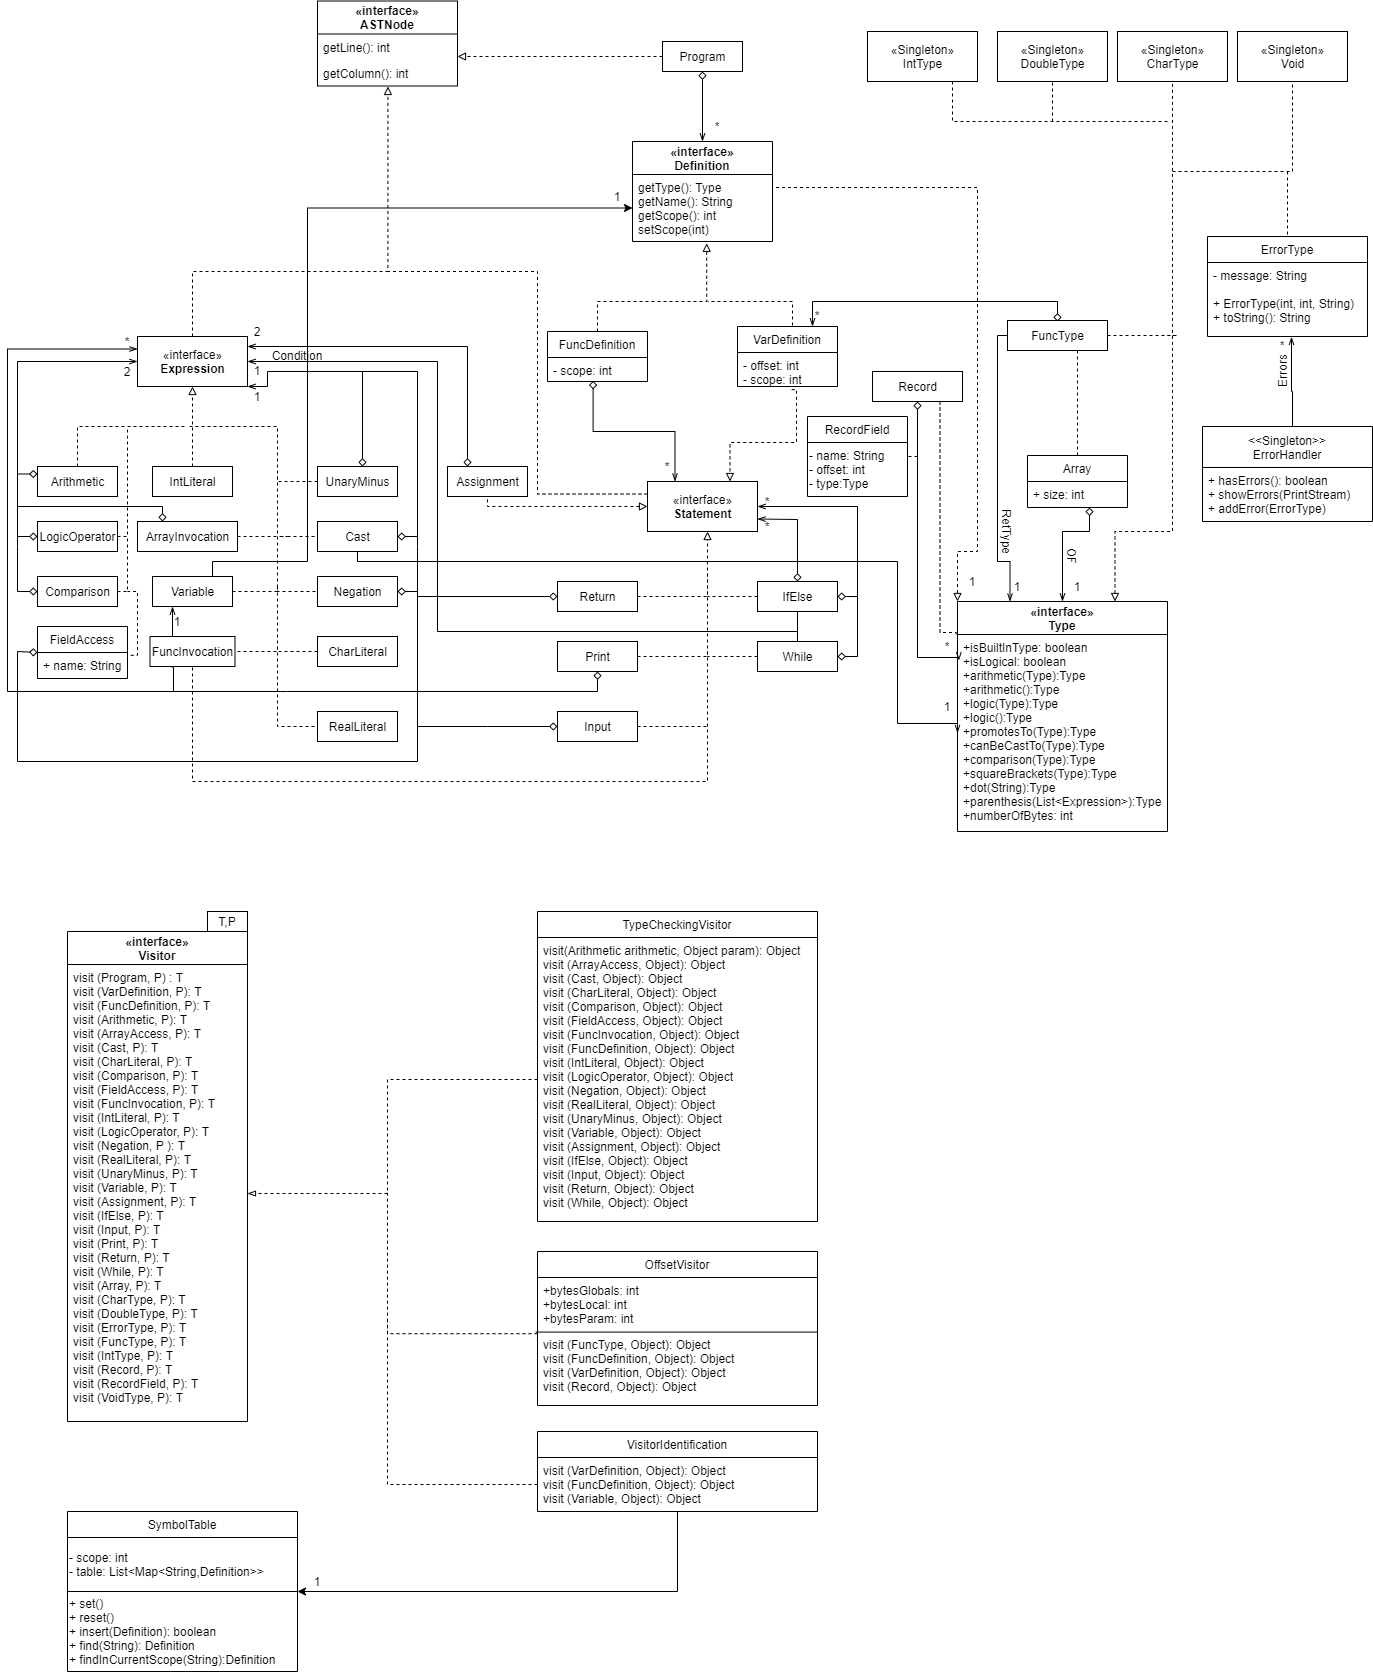 «interface»
ASTNode
getLine(): int
getColumn(): int
Program
«Singleton»
IntType
«Singleton»
DoubleType
«Singleton»
CharType
«Singleton»
Void
*
«interface»
Definition
getType(): Type
getName(): String
getScope(): int
setScope(int)
1
ErrorType
- message: String
+ ErrorType(int, int, String)
+ toString(): String
*
Errors
<<Singleton>>
ErrorHandler
+ hasErrors(): boolean
+ showErrors(PrintStream)
+ addError(ErrorType)
FuncDefinition
- scope: int
VarDefinition
- offset: int
- scope: int
*
FuncType
Record
RecordField
- name: String
- offset: int
- type:Type
Array
+ size: int
RetType
1
OF
1
1
*
2
«interface»
Expression
2
Condition
1
1
Arithmetic
IntLiteral
UnaryMinus
Assignment
*
«interface»
Statement
*
*
LogicOperator
ArrayInvocation
Cast
Comparison
Variable
Negation
Return
IfElse
1
FieldAccess
+ name: String
FuncInvocation
CharLiteral
Print
While
RealLiteral
Input
*
1
«interface»
Type
+isBuiltInType: boolean
+isLogical: boolean
+arithmetic(Type):Type
+arithmetic():Type
+logic(Type):Type
+logic():Type
+promotesTo(Type):Type
+canBeCastTo(Type):Type
+comparison(Type):Type
+squareBrackets(Type):Type
+dot(String):Type
+parenthesis(List<Expression>):Type
+numberOfBytes: int
T,P
«interface»
Visitor
visit (Program, P) : T
visit (VarDefinition, P): T
visit (FuncDefinition, P): T
visit (Arithmetic, P): T
visit (ArrayAccess, P): T
visit (Cast, P): T
visit (CharLiteral, P): T
visit (Comparison, P): T
visit (FieldAccess, P): T
visit (FuncInvocation, P): T
visit (IntLiteral, P): T
visit (LogicOperator, P): T
visit (Negation, P ): T
visit (RealLiteral, P): T
visit (UnaryMinus, P): T
visit (Variable, P): T
visit (Assignment, P): T
visit (IfElse, P): T
visit (Input, P): T
visit (Print, P): T
visit (Return, P): T
visit (While, P): T
visit (Array, P): T
visit (CharType, P): T
visit (DoubleType, P): T
visit (ErrorType, P): T
visit (FuncType, P): T
visit (IntType, P): T
visit (Record, P): T
visit (RecordField, P): T
visit (VoidType, P): T
TypeCheckingVisitor
visit(Arithmetic arithmetic, Object param): Object
visit (ArrayAccess, Object): Object
visit (Cast, Object): Object
visit (CharLiteral, Object): Object
visit (Comparison, Object): Object
visit (FieldAccess, Object): Object
visit (FuncInvocation, Object): Object
visit (FuncDefinition, Object): Object
visit (IntLiteral, Object): Object
visit (LogicOperator, Object): Object
visit (Negation, Object): Object
visit (RealLiteral, Object): Object
visit (UnaryMinus, Object): Object
visit (Variable, Object): Object
visit (Assignment, Object): Object
visit (IfElse, Object): Object
visit (Input, Object): Object
visit (Return, Object): Object
visit (While, Object): Object
OffsetVisitor
+bytesGlobals: int
+bytesLocal: int
+bytesParam: int
visit (FuncType, Object): Object
visit (FuncDefinition, Object): Object
visit (VarDefinition, Object): Object
visit (Record, Object): Object
VisitorIdentification
visit (VarDefinition, Object): Object
visit (FuncDefinition, Object): Object
visit (Variable, Object): Object
SymbolTable
- scope: int
- table: List<Map<String,Definition>>
+ set()
+ reset()
+ insert(Definition): boolean
+ find(String): Definition
+ findInCurrentScope(String):Definition
1